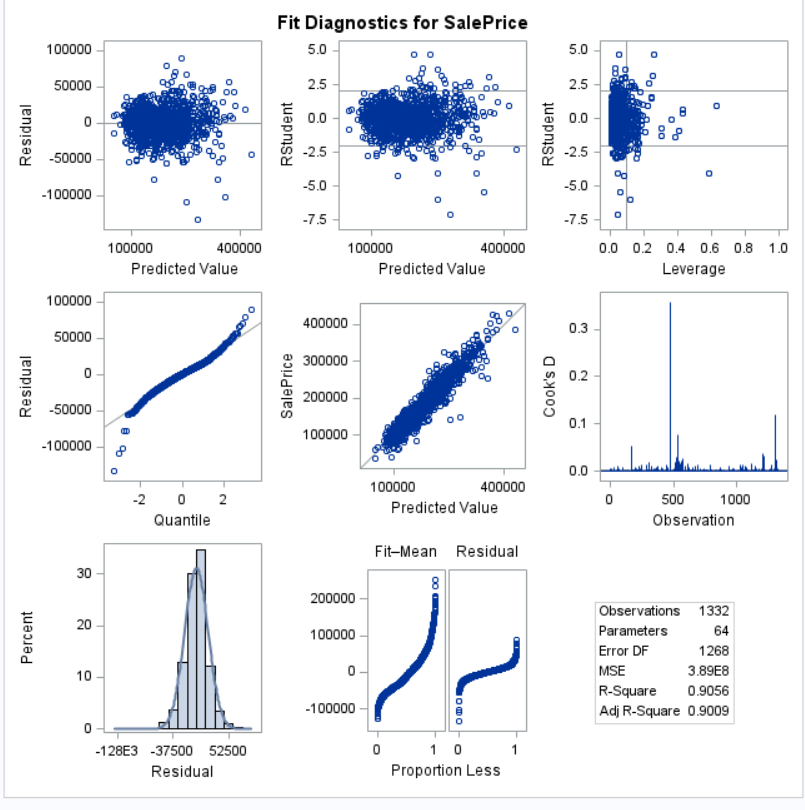 Fit Diagnostics for SalePrice
100000
50000
0
-50000
-100000
Residual
100000 400000
Predicted Value
5.0
2.5
0.0
-2.5
-5.0
-7.5
RStudent
100000 400000
Predicted Value
5.0
2.5
0.0
-2.5
-5.0
-7.5
RStudent
0.0 0.2 0.4 0.6 0.8 1.0
Leverage
100000
50000
0
-50000
-100000
Residual
-2 0 2
Quantile
400000
300000
200000
100000
SalePrice
100000 400000
Predicted Value
0.3
0.2
0.1
0.0
Cook's D
0 500 1000
Observation
30
20
10
0
Percent
-128E3 -37500 52500
Residual
Fit–Mean Residual
200000
100000
0
-100000
0 1 0 1
Proportion Less
Observations 1332
Parameters 64
Error DF 1268
MSE 3.89E8
R-Square 0.9056
Adj R-Square 0.9009